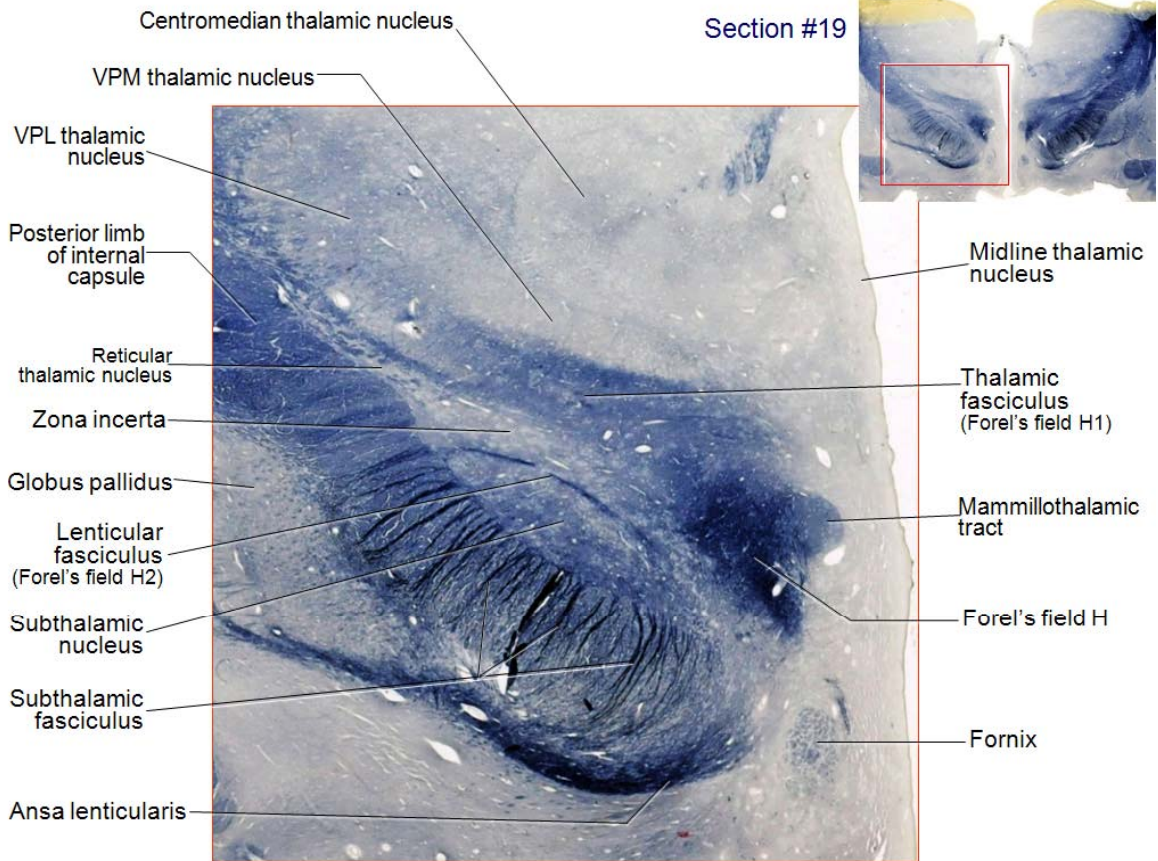 Centromedian thalamic nucleus
Section #19
VPM thalamic nucleus
VPL thalamic
nucleus
Posterior limb
of internal
capsule
Reticular
thalamic nucleus
Zona incerta
Globus pallidus
Lenticular
fasciculus
(Forel's field H2)
Subthalamic
nucleus
Subthalamic
fasciculus
Ansa lenticularis
Midline thalamic
nucleus
Thalamic
fasciculus
(Forel's field H1)
Mammillothalamic
tract
Forel's field H
Fornix